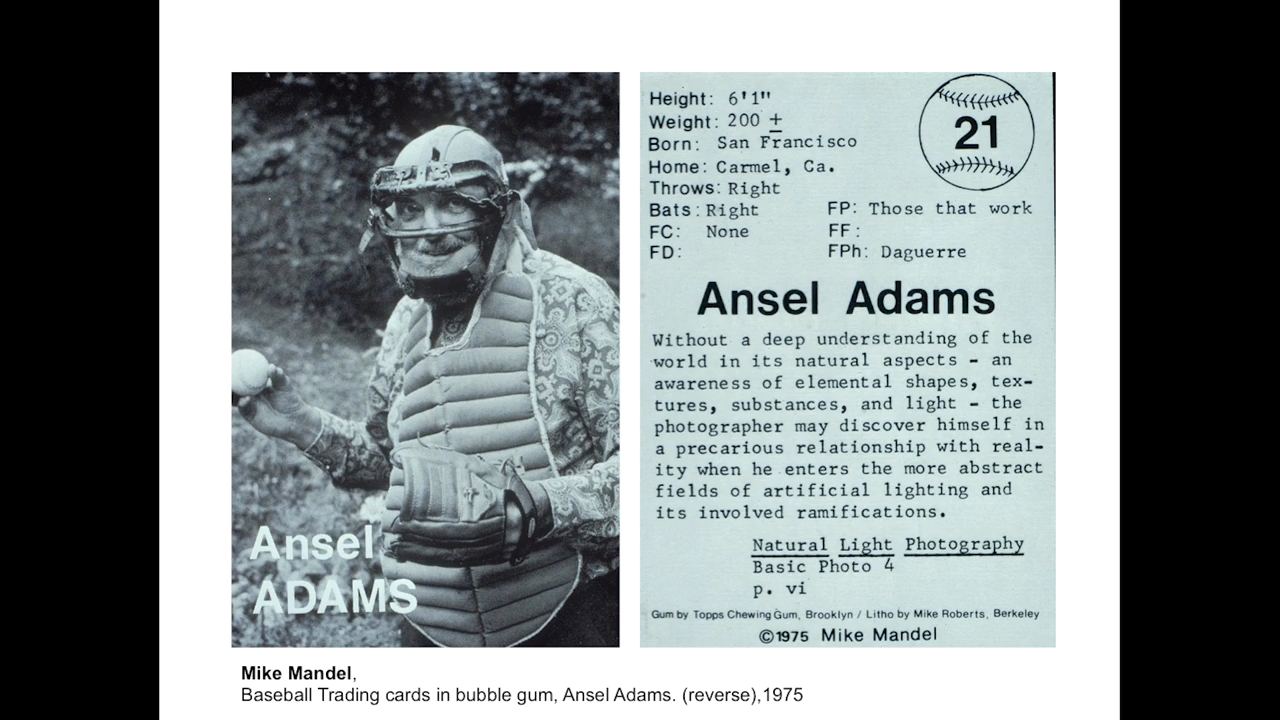 Ansel
ADAMS
Height: 6'1"
Weight: 200 ±
Born: San Francisco
Home: Carmel, Ca.
Throws: Right
Bats: Right
FC: None
FD:
FP: Those that work
FF:
FPh: Daguerre
21
Ansel Adams
Without a deep understanding of the
world in its natural aspects - an
awareness of elemental shapes, tex-
tures, substances, and light - the
photographer may discover himself in
a precarious relationship with real-
ity when he enters the more abstract
fields of artificial lighting and
its involved ramifications.
Natural Light Photography
Basic Photo 4
p. vi
Gum by Topps Chewing Gum, Brooklyn / Litho by Mike Roberts, Berkeley
©1975 Mike Mandel
Mike Mandel,
Baseball Trading cards in bubble gum, Ansel Adams. (reverse),1975